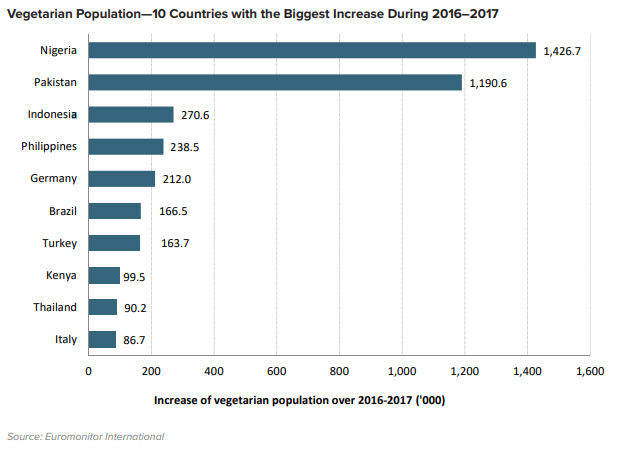 Vegetarian Population—10 Countries with the Biggest Increase During 2016–2017
Nigeria 1,426.7
Pakistan 1,190.6
Indonesia 270.6
Philippines 238.5
Germany 212.0
Brazil 166.5
Turkey 163.7
Kenya 99.5
Thailand 90.2
Italy 86.7
0 200 400 600 800 1,000 1,200 1,400 1,600
Increase of vegetarian population over 2016-2017 ('000)
Source: Euromonitor International